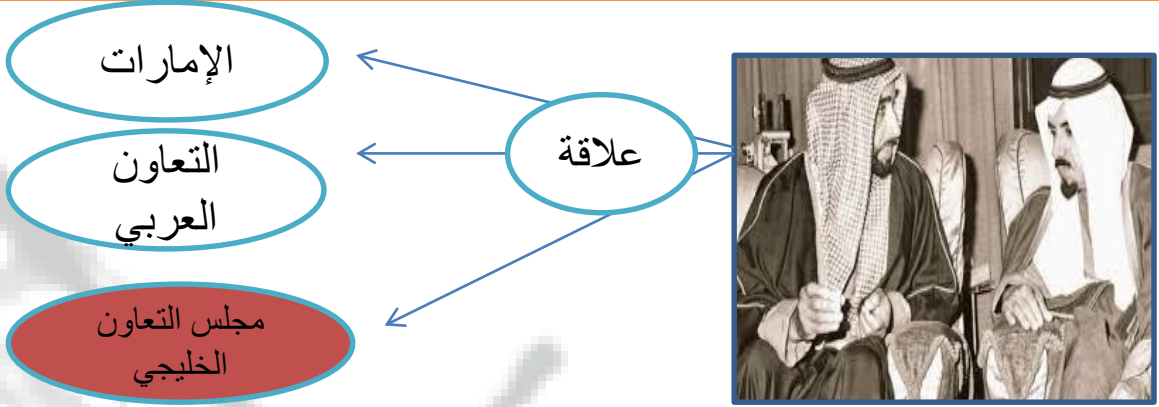 علاقة
الإمارات
التعاون
العربي
مجلس التعاون
الخليجي